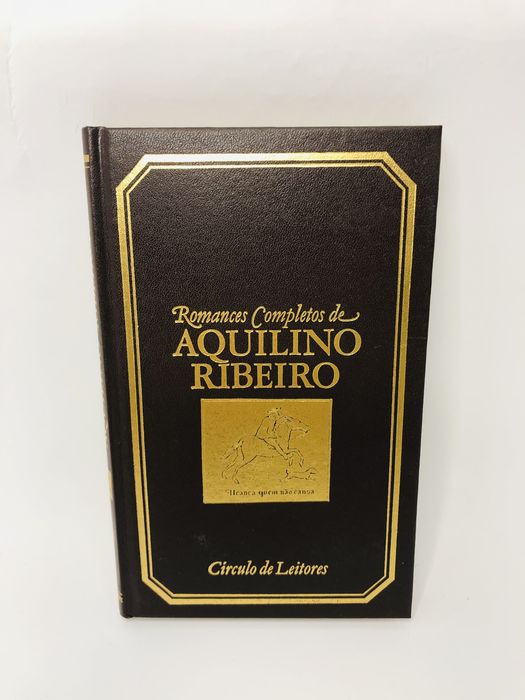 Romances Completos de
AQUILINO
RIBEIRO
Alcança quem não cansa
Círculo de Leitores